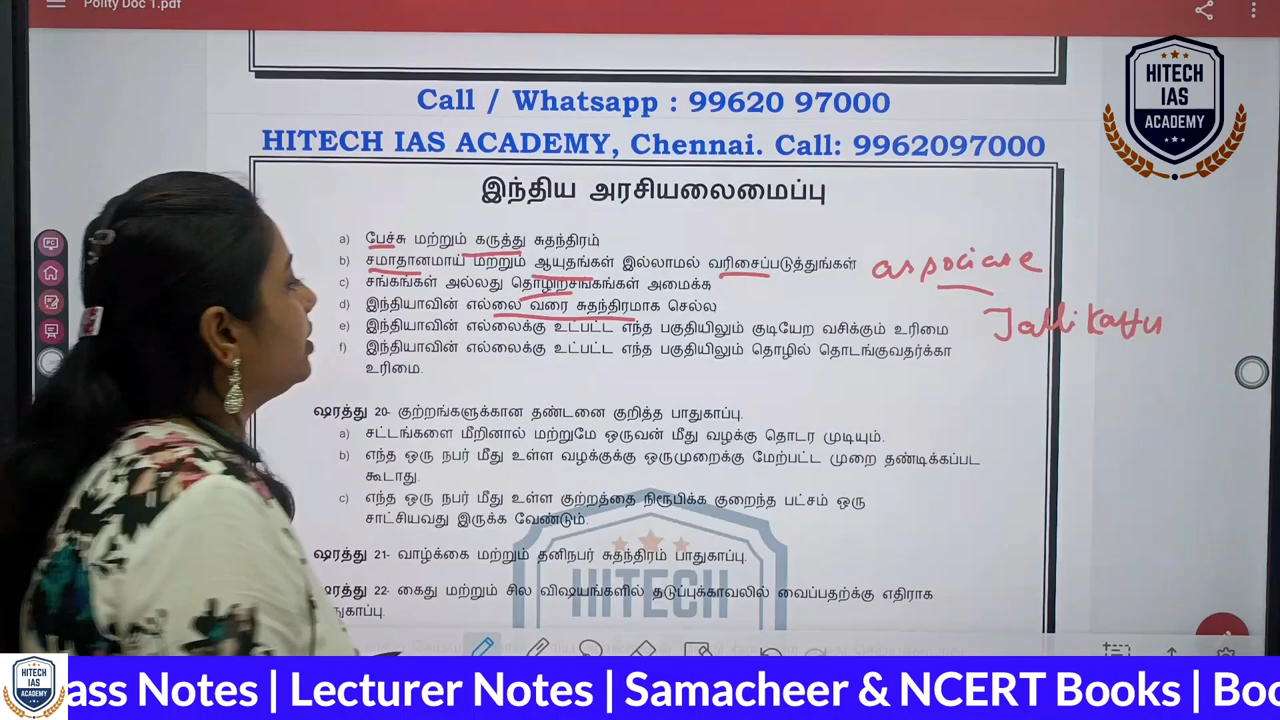 Polity Doc 1.pdf
HITECH
IAS
ACADEMY
Call / Whatsapp : 99620 97000
HITECH IAS ACADEMY, Chennai. Call: 9962097000
இந்திய அரசியலைமைப்பு
a) பேச்சு மற்றும் கருத்து சுதந்திரம்
b) சமாதானமாய் மற்றும் ஆயுதங்கள் இல்லாமல் வரிசைப்படுத்துங்கள்
associate
c) சங்கங்கள் அல்லது தொழிற்சங்கங்கள் அமைக்க
d) இந்தியாவின் எல்லை வரை சுதந்திரமாக செல்ல
e) இந்தியாவின் எல்லைக்கு உட்பட்ட எந்த பகுதியிலும் குடியேற வசிக்கும் உரிமை
Jallikattu
f) இந்தியாவின் எல்லைக்கு உட்பட்ட எந்த பகுதியிலும் தொழில் தொடங்குவதர்க்கா
உரிமை.
ஷரத்து 20- குற்றங்களுக்கான தண்டனை குறித்த பாதுகாப்பு.
a) சட்டங்களை மீறினால் மற்றுமே ஒருவன் மீது வழக்கு தொடர முடியும்.
b) எந்த ஒரு நபர் மீது உள்ள வழக்குக்கு ஒருமுறைக்கு மேற்பட்ட முறை தண்டிக்கப்பட
கூடாது.
c) எந்த ஒரு நபர் மீது உள்ள குற்றத்தை நிரூபிக்க குறைந்த பட்சம் ஒரு
சாட்சியவது இருக்க வேண்டும்.
ஷரத்து 21- வாழ்க்கை மற்றும் தனிநபர் சுதந்திரம் பாதுகாப்பு.
HITECH
ஷரத்து 22- கைது மற்றும் சில விஷயங்களில் தடுப்புக்காவலில் வைப்பதற்க்கு எதிராக
துகாப்பு.
HITECH
IAS
ACADEMY
ass Notes | Lecturer Notes | Samacheer & NCERT Books | Boo